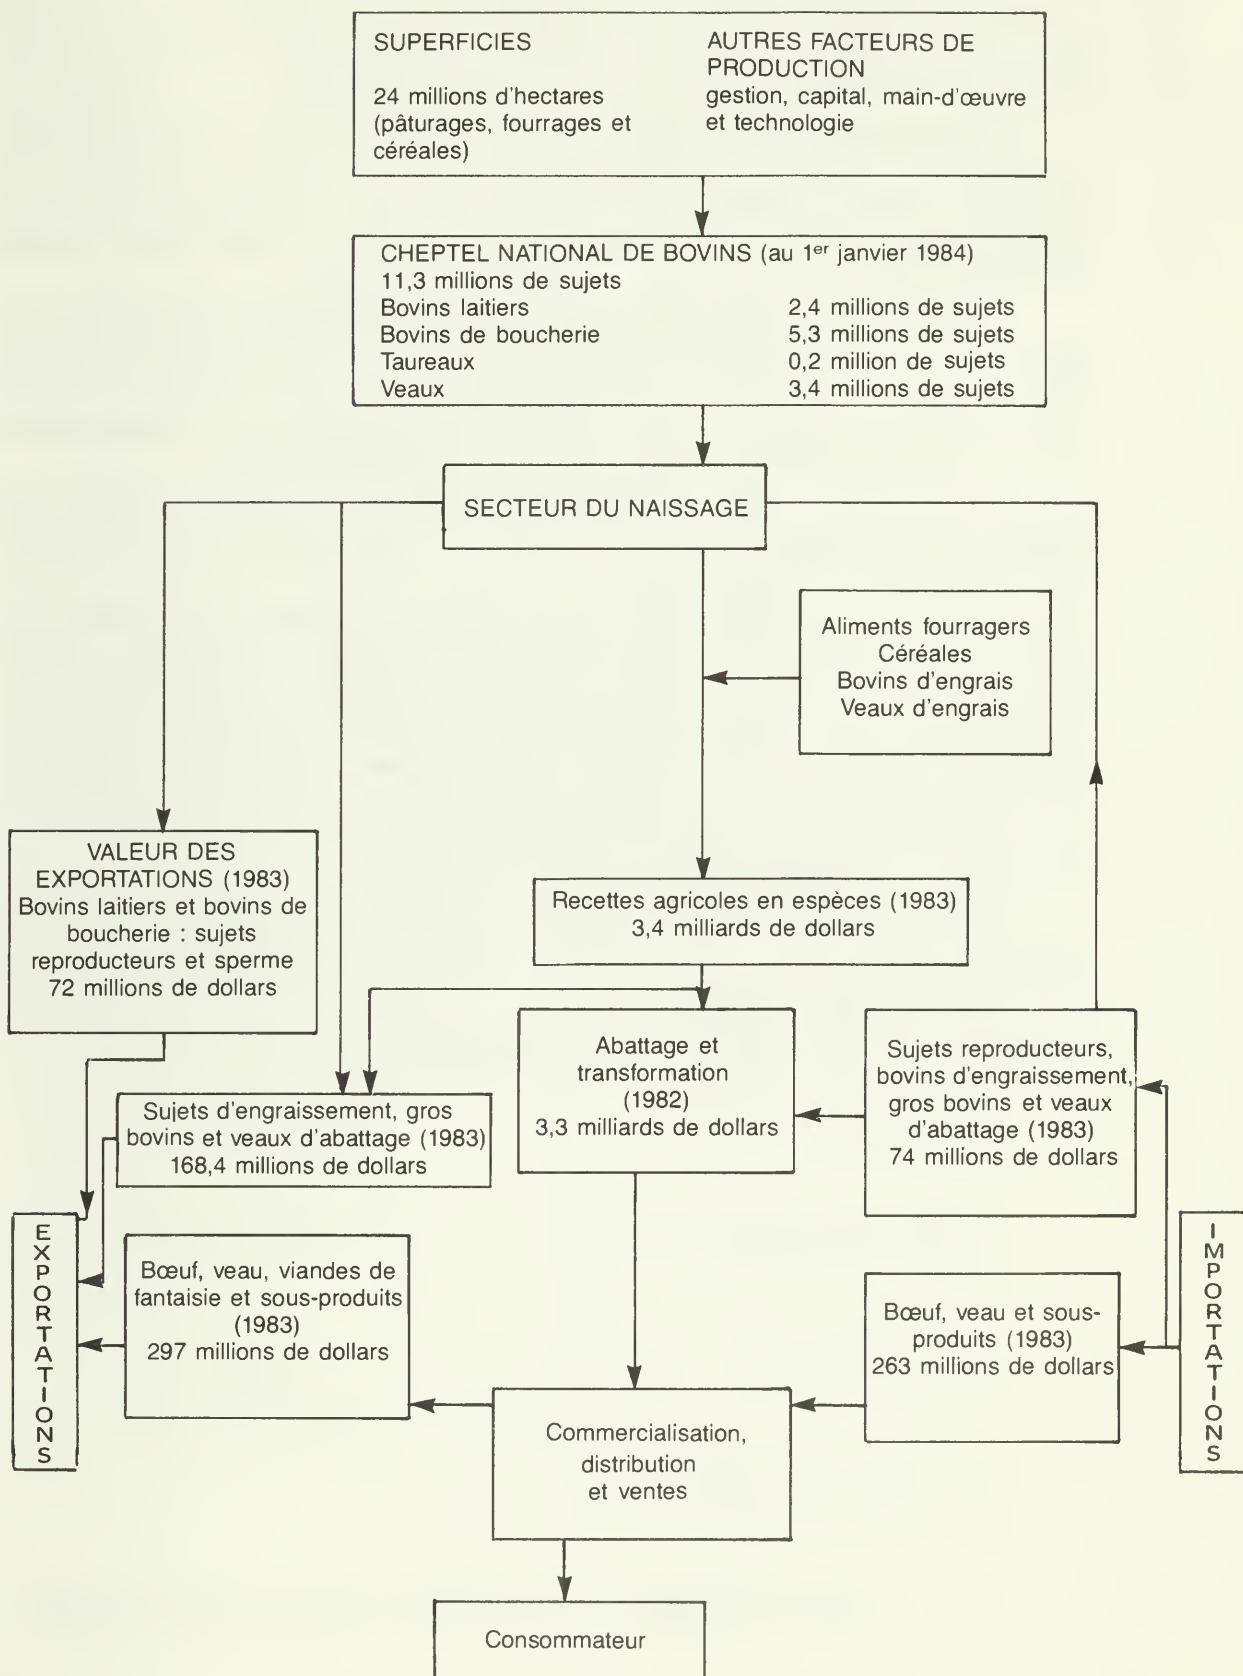 SUPERFICIES
24 millions d'hectares
(pâturages, fourrages et
céréales)
AUTRES FACTEURS DE
PRODUCTION
gestion, capital, main-d'œuvre
et technologie
CHEPTEL NATIONAL DE BOVINS (au 1er janvier 1984)
11,3 millions de sujets
Bovins laitiers 2,4 millions de sujets
Bovins de boucherie 5,3 millions de sujets
Taureaux 0,2 million de sujets
Veaux 3,4 millions de sujets
SECTEUR DU NAISSAGE
Aliments fourragers
Céréales
Bovins d'engrais
Veaux d'engrais
VALEUR DES
EXPORTATIONS (1983)
Bovins laitiers et bovins de
boucherie : sujets
reproducteurs et sperme
72 millions de dollars
Recettes agricoles en espèces (1983)
3,4 milliards de dollars
Abattage et
transformation
(1982)
3,3 milliards de dollars
Sujets reproducteurs,
bovins d'engraissement,
gros bovins et veaux
d'abattage (1983)
74 millions de dollars
Sujets d'engraissement, gros
bovins et veaux d'abattage (1983)
168,4 millions de dollars
EXPORTATIONS
Bœuf, veau, viandes de
fantaisie et sous-produits
(1983)
297 millions de dollars
Bœuf, veau et sous-
produits (1983)
263 millions de dollars
IMPORTATIONS
Commercialisation,
distribution
et ventes
Consommateur